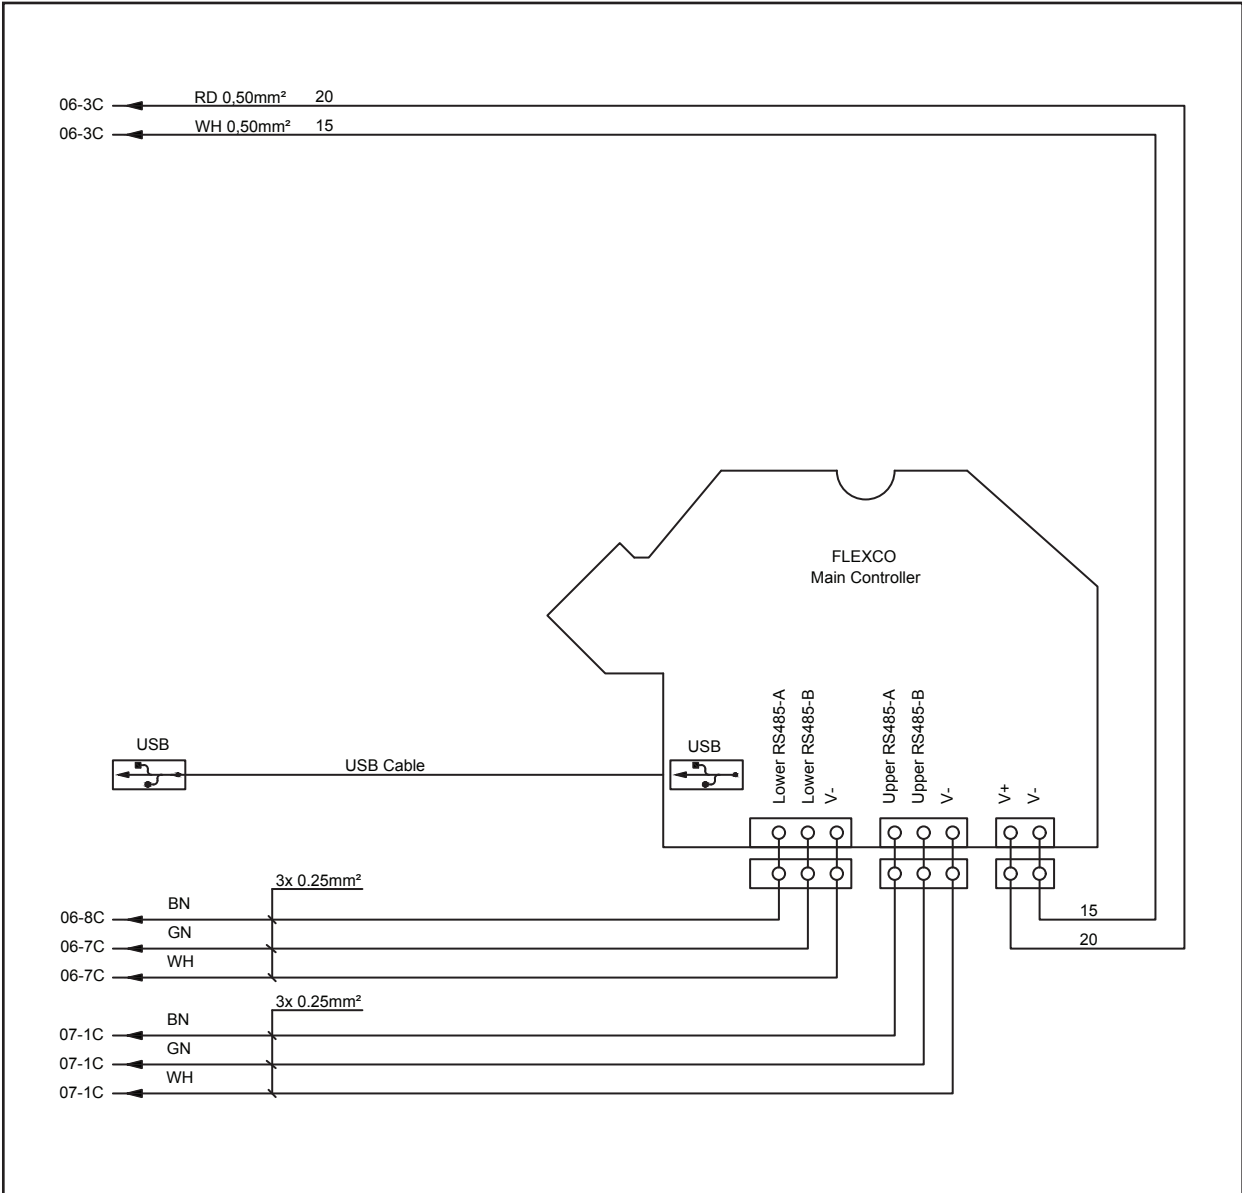 06-3C RD 0,50mm² 20
06-3C WH 0,50mm² 15
FLEXCO
Main Controller
Lower RS485-A
Lower RS485-B
V-
Upper RS485-A
Upper RS485-B
V-
V+
V-
USB
USB Cable
USB
3x 0.25mm²
06-8C BN
06-7C GN
06-7C WH
15
20
3x 0.25mm²
07-1C BN
07-1C GN
07-1C WH